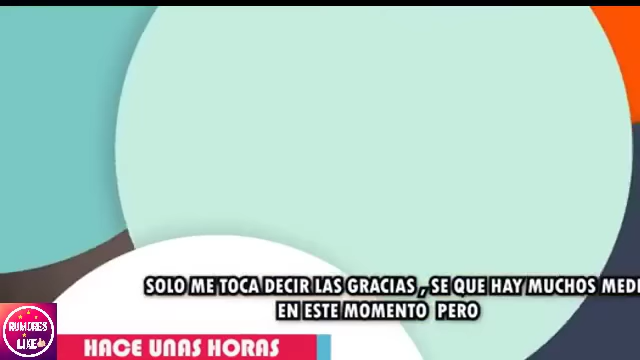 SOLO ME TOCA DECIR LAS GRACIAS , SE QUE HAY MUCHOS
EN ESTE MOMENTO PERO
RUMORES
LIKE
HACE UNAS HORAS